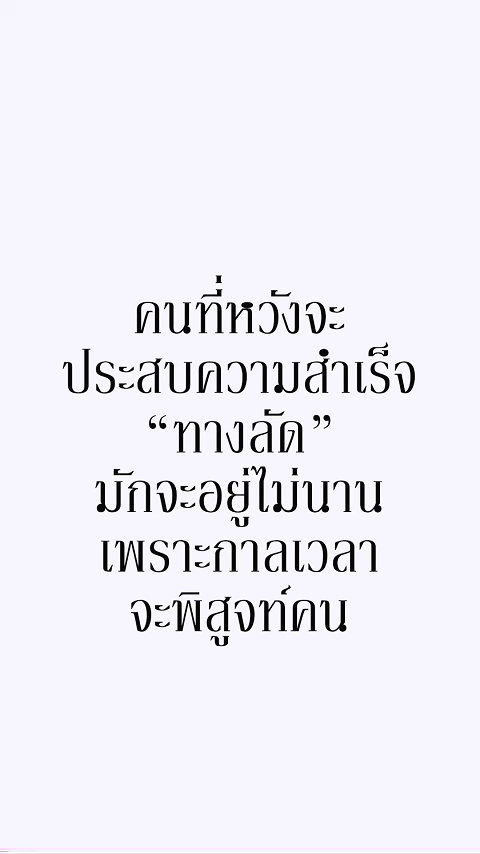 คนที่หวังจะ
ประสบความสำเร็จ
“ทางลัด”
มักจะอยู่ไม่นาน
เพราะกาลเวลา
จะพิสูจท์คน